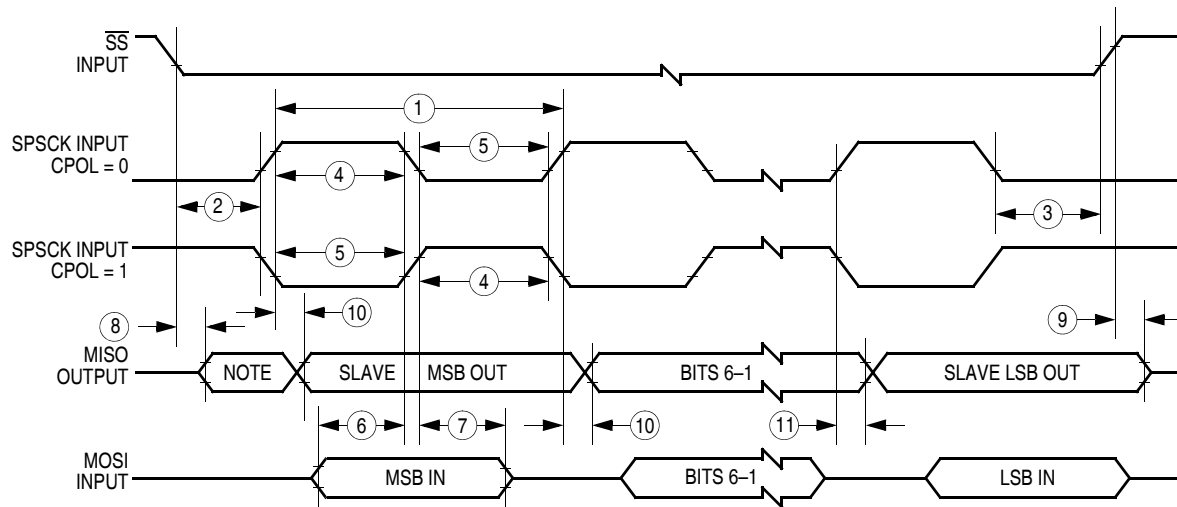 SS
INPUT
1
SPSCK INPUT
CPOL = 0
5
4
2
3
SPSCK INPUT
CPOL = 1
5
4
8
10
9
MISO
OUTPUT
NOTE
SLAVE MSB OUT
BITS 6–1
SLAVE LSB OUT
6
7
10
11
MOSI
INPUT
MSB IN
BITS 6–1
LSB IN